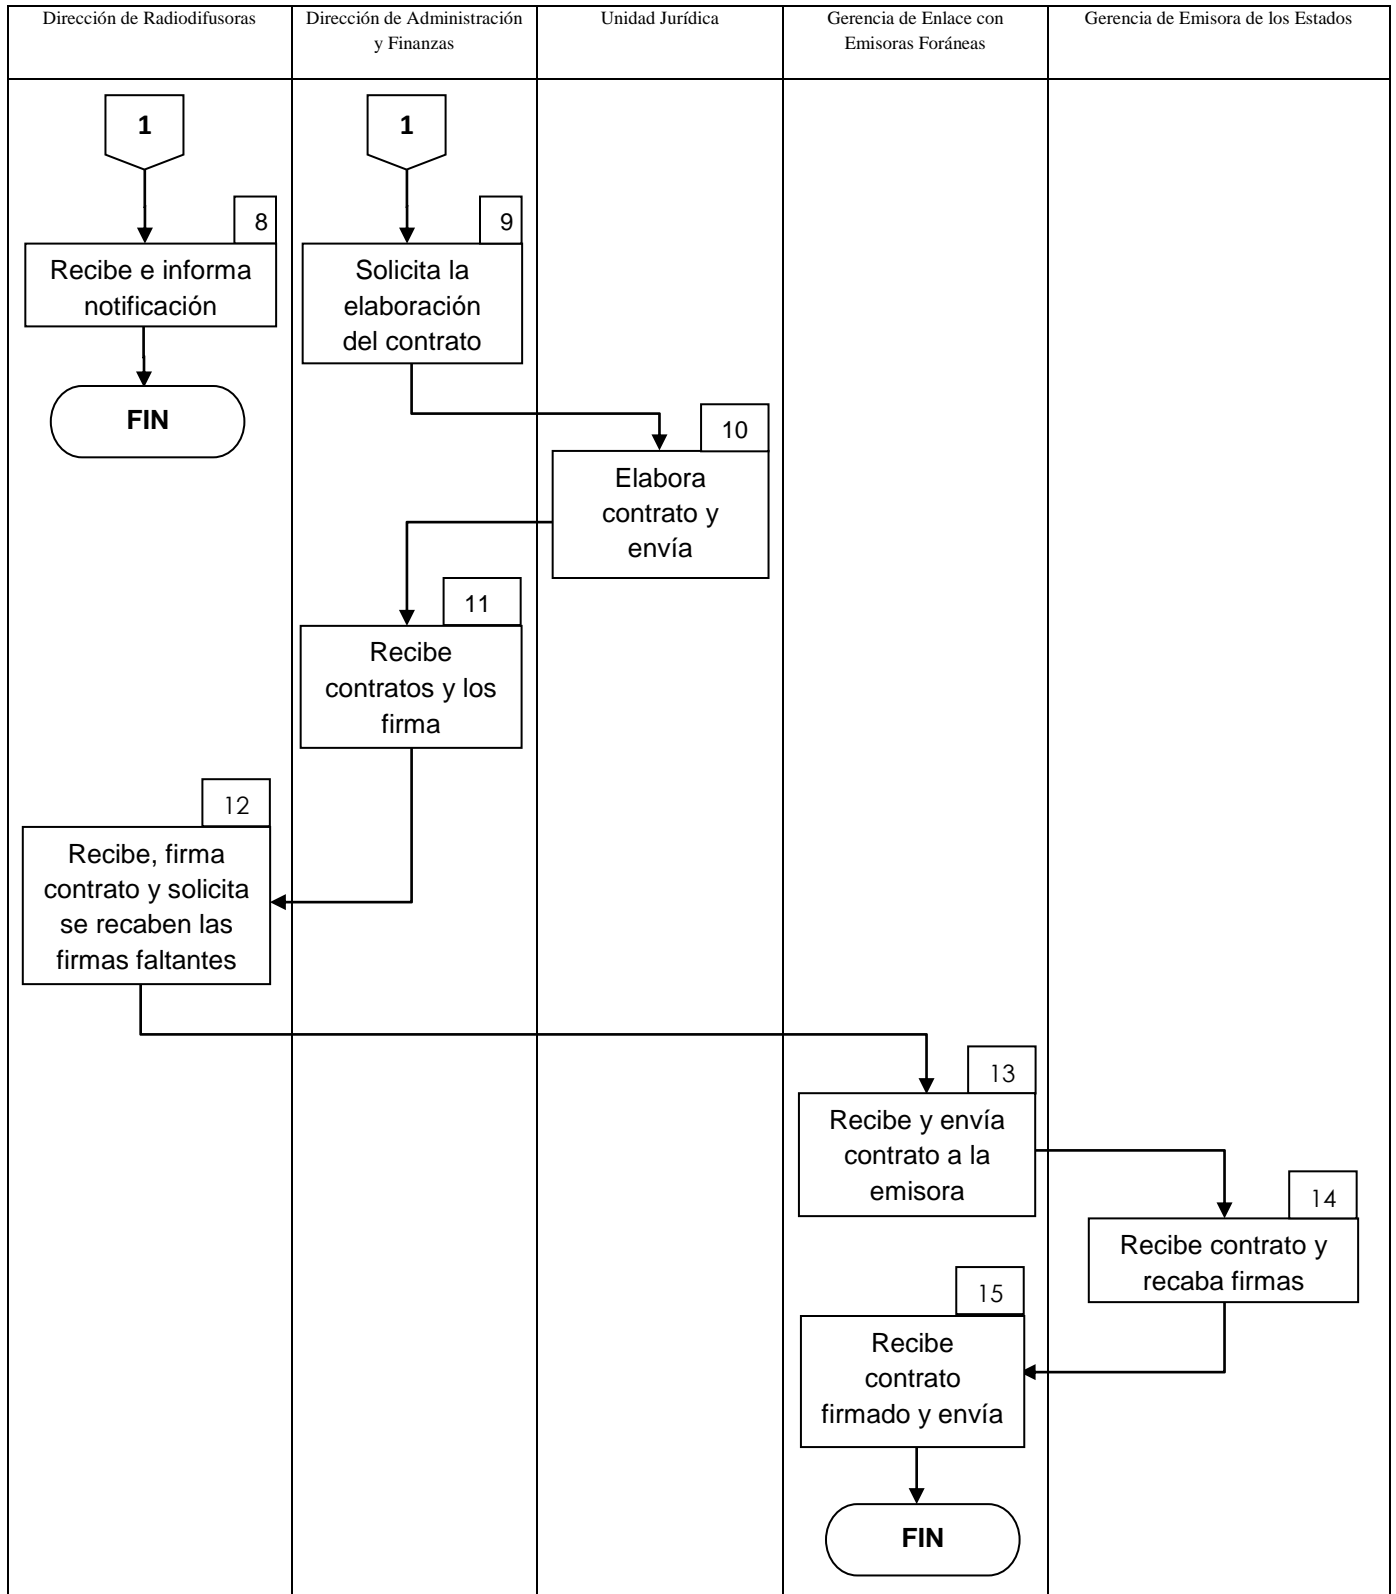 Dirección de Radiodifusoras
Dirección de Administración
y Finanzas
Unidad Jurídica
Gerencia de Enlace con
Emisoras Foráneas
Gerencia de Emisora de los Estados
1
1
8
Recibe e informa
notificación
FIN
9
Solicita la
elaboración
del contrato
10
Elabora
contrato y
envía
11
Recibe
contratos y los
firma
12
Recibe, firma
contrato y solicita
se recaben las
firmas faltantes
13
Recibe y envía
contrato a la
emisora
14
Recibe contrato y
recaba firmas
15
Recibe
contrato
firmado y envía
FIN